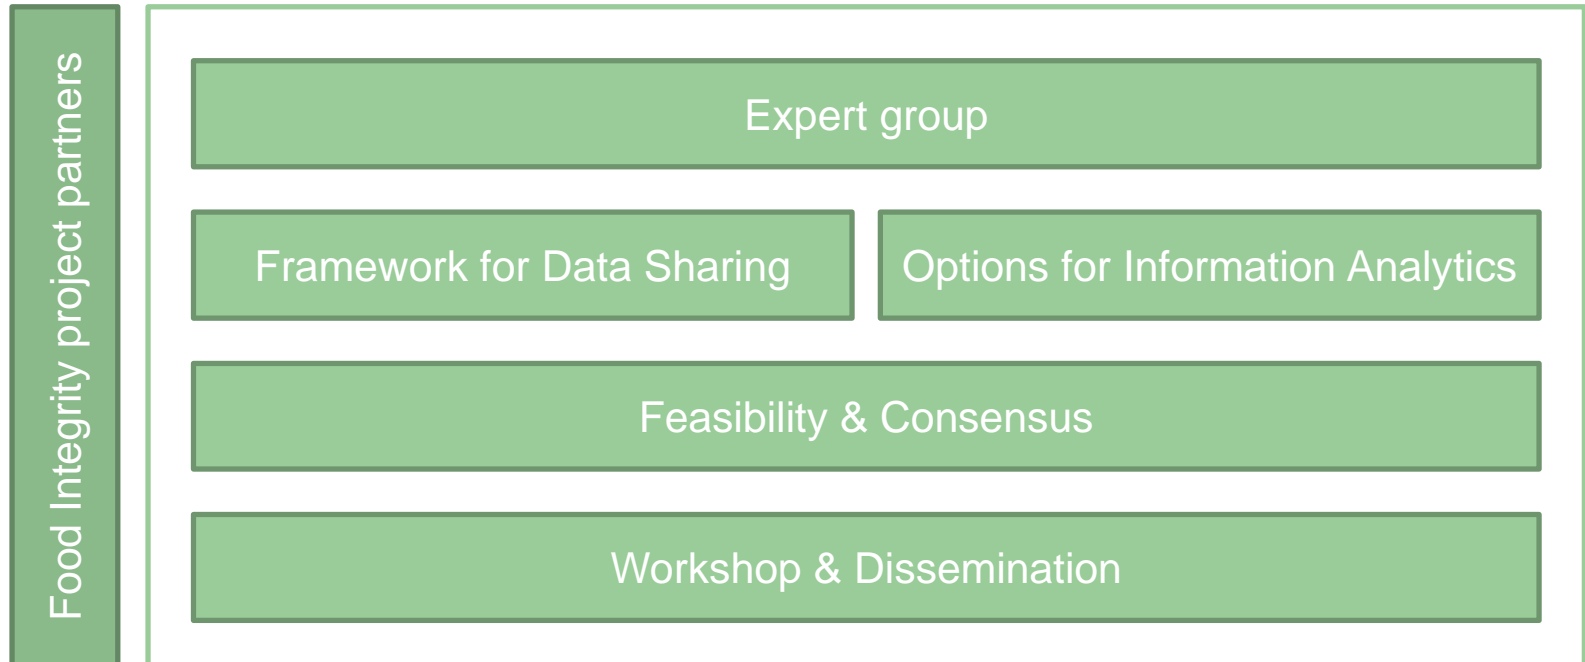 Food Integrity project partners
Expert group
Framework for Data Sharing
Options for Information Analytics
Feasibility & Consensus
Workshop & Dissemination